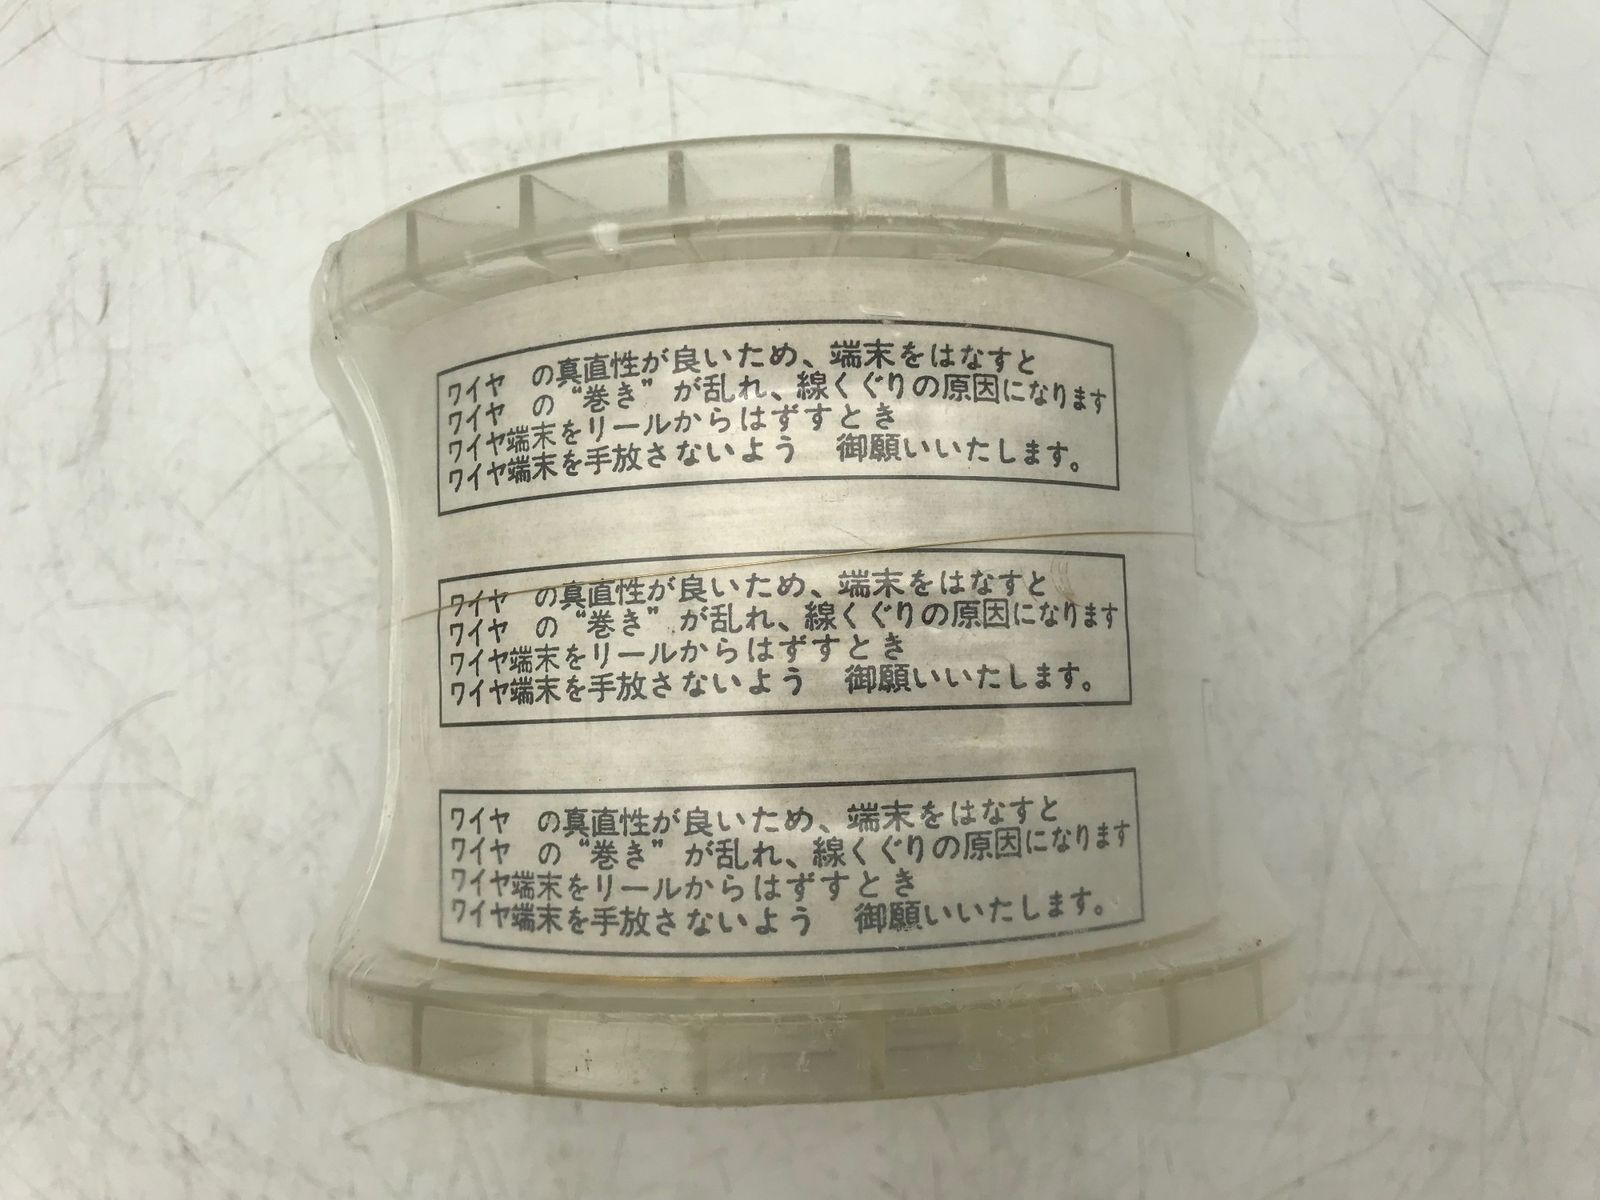 ワイヤ　の真直性が良いため、端末をはなすと
ワイヤ　の“巻き”が乱れ、線くぐりの原因になります
ワイヤ端末をリールからはずすとき
ワイヤ端末を手放さないよう　御願いいたします。
ワイヤ　の真直性が良いため、端末をはなすと
ワイヤ　の“巻き”が乱れ、線くぐりの原因になります
ワイヤ端末をリールからはずすとき
ワイヤ端末を手放さないよう　御願いいたします。
ワイヤ　の真直性が良いため、端末をはなすと
ワイヤ　の“巻き”が乱れ、線くぐりの原因になります
ワイヤ端末をリールからはずすとき
ワイヤ端末を手放さないよう　御願いいたします。